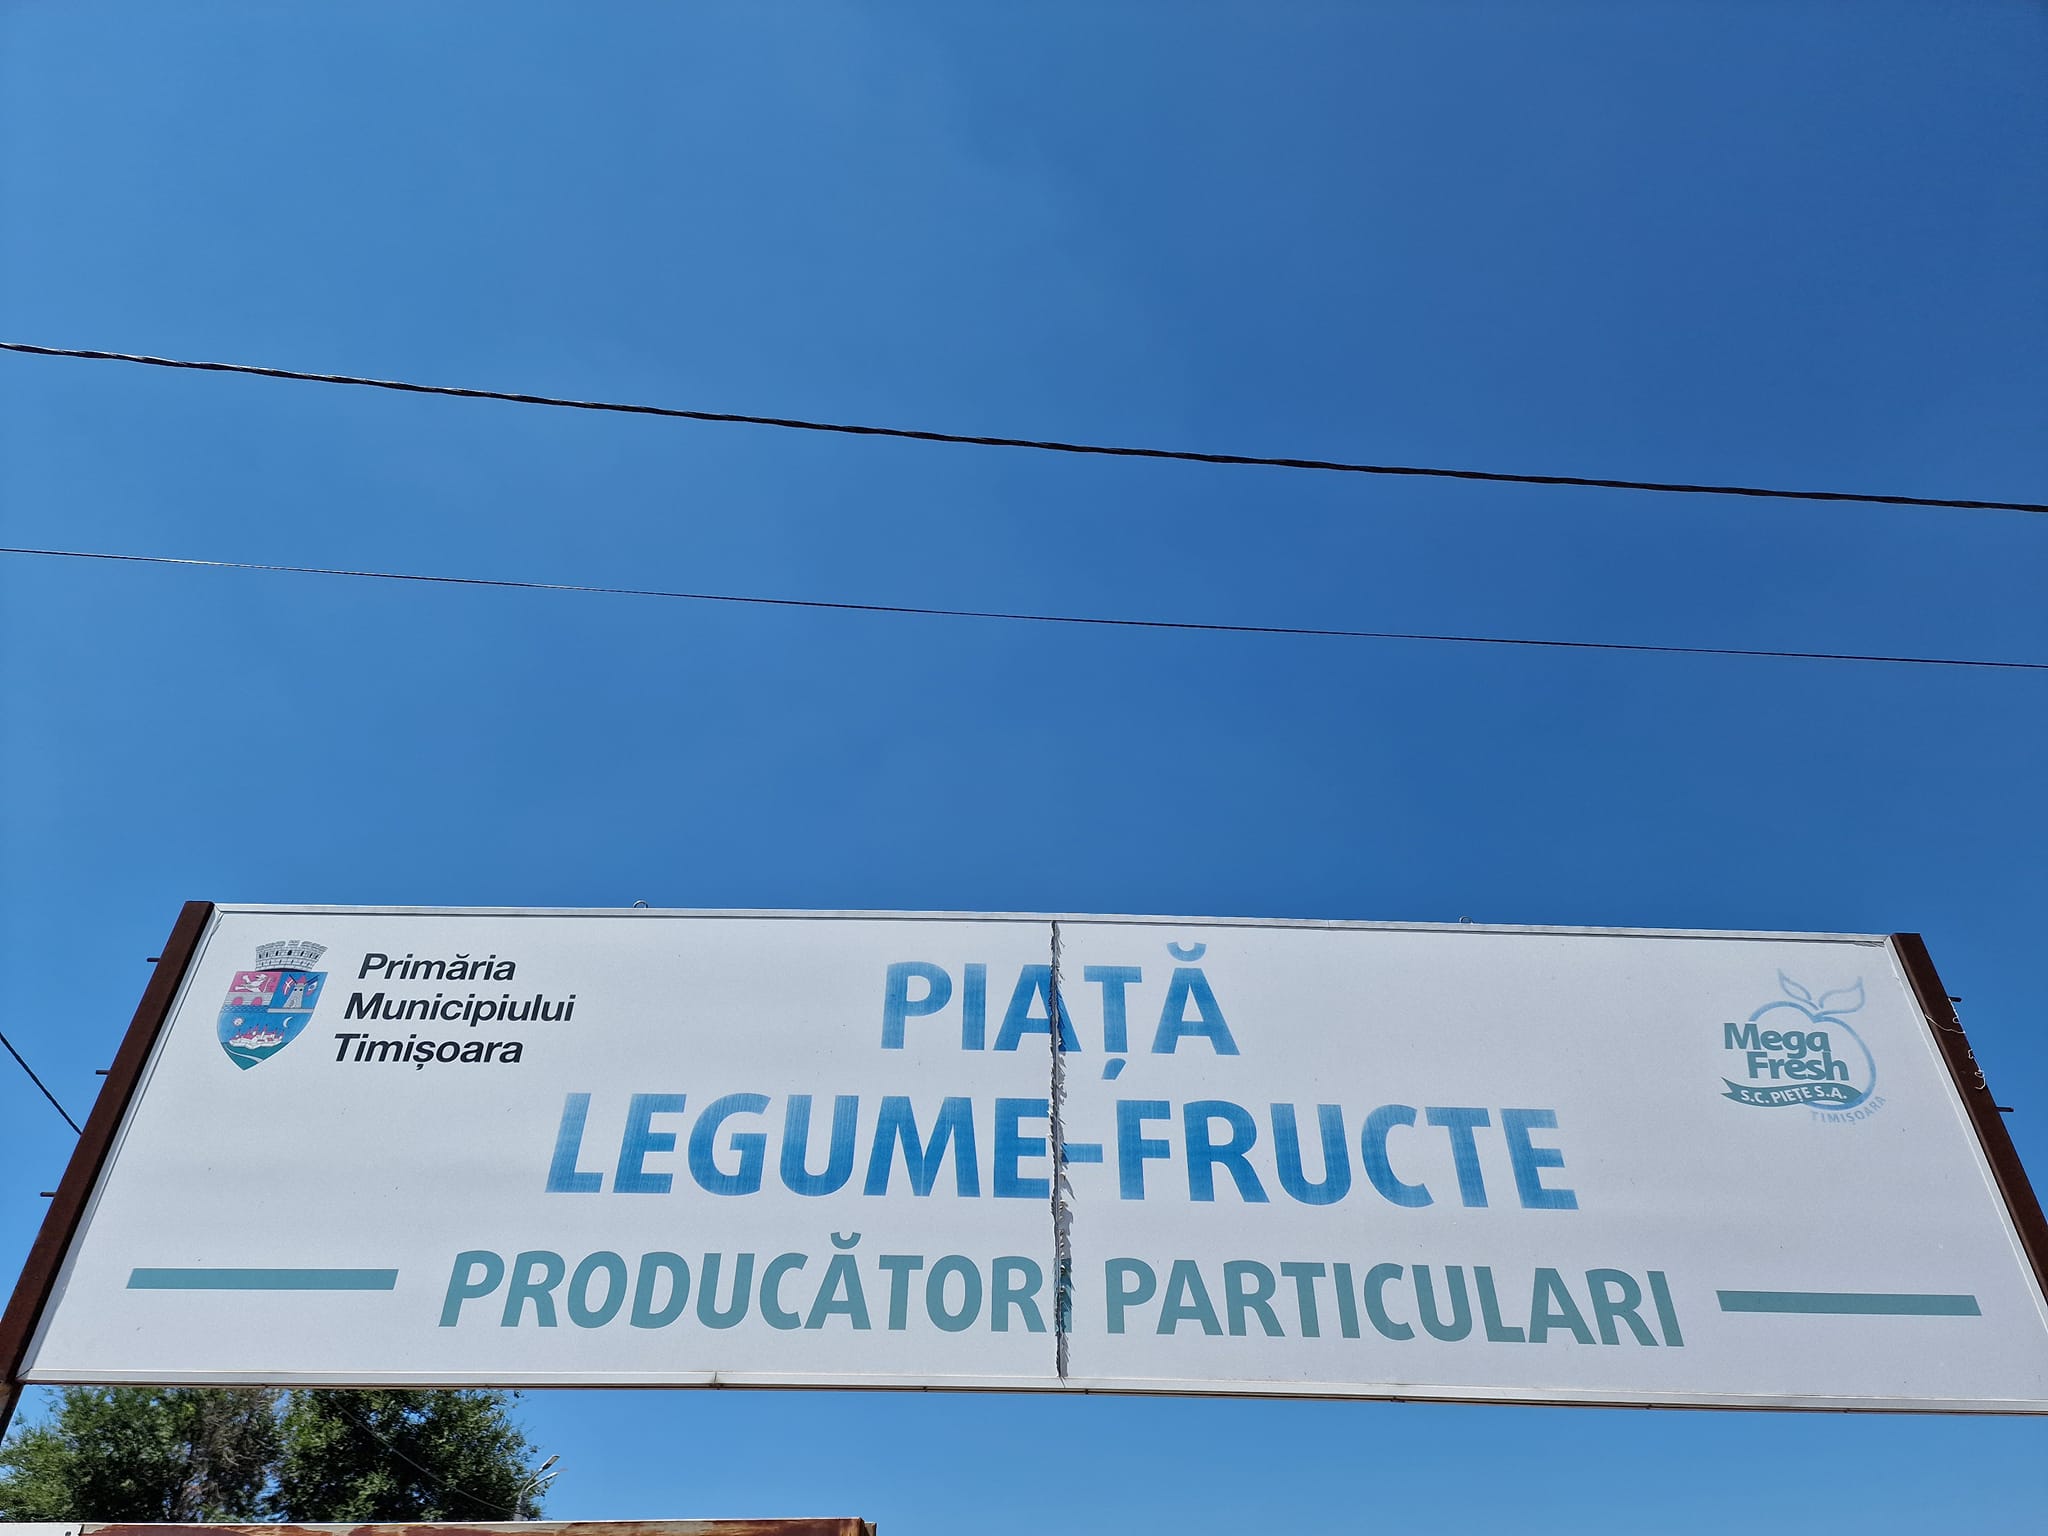 Primăria
Municipiului
Timișoara
PIAȚĂ
LEGUME-FRUCTE
PRODUCĂTORI PARTICULARI
Mega
Fresh
S.C. PIEȚE S.A.
TIMIȘOARA